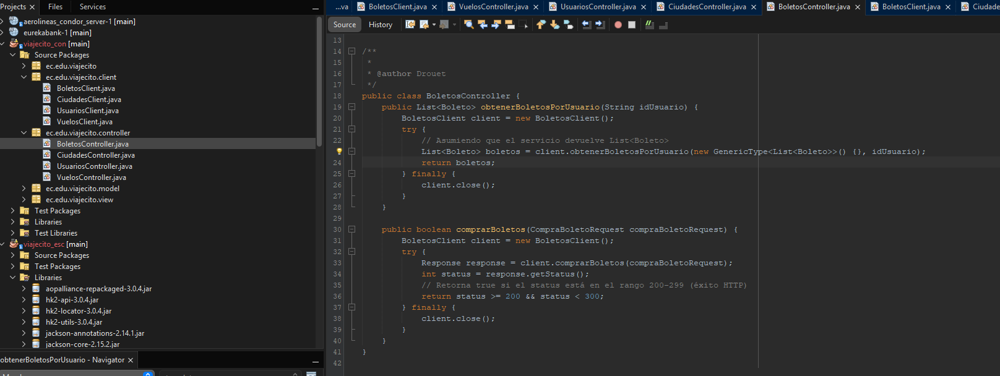 Projects
Files
Services
aerolineas_condor_server-1 [main]
eurekabank-1 [main]
viajecito_con [main]
Source Packages
ec.edu.viajecito
ec.edu.viajecito.client
BoletosClient.java
CiudadesClient.java
UsuariosClient.java
VuelosClient.java
ec.edu.viajecito.controller
BoletosController.java
CiudadesController.java
UsuariosController.java
VuelosController.java
ec.edu.viajecito.model
ec.edu.viajecito.view
Test Packages
Libraries
Test Libraries
viajecito_esc [main]
Source Packages
Test Packages
Libraries
aopalliance-repackaged-3.0.4.jar
hk2-api-3.0.4.jar
hk2-locator-3.0.4.jar
hk2-utils-3.0.4.jar
jackson-annotations-2.14.1.jar
jackson-core-2.15.2.jar
obtenerBoletosPorUsuario - Navigator
...va
BoletosClient.java
VuelosController.java
UsuariosController.java
CiudadesController.java
BoletosController.java
BoletosClient.java
Ciudade
Source
History
13
14 /**
15 *
16 * @author Drouet
17 */
18 public class BoletosController {
19 public List<Boleto> obtenerBoletosPorUsuario(String idUsuario) {
20 BoletosClient client = new BoletosClient();
21 try {
22 // Asumiendo que el servicio devuelve List<Boleto>
List<Boleto> boletos = client.obtenerBoletosPorUsuario(new GenericType<List<Boleto>>() {}, idUsuario);
24 return boletos;
25 } finally {
26 client.close();
27 }
28 }
29
30 public boolean comprarBoletos(CompraBoletoRequest compraBoletoRequest) {
31 BoletosClient client = new BoletosClient();
32 try {
33 Response response = client.comprarBoletos(compraBoletoRequest);
34 int status = response.getStatus();
35 // Retorna true si el status está en el rango 200-299 (éxito HTTP)
36 return status >= 200 && status < 300;
37 } finally {
38 client.close();
39 }
40 }
41 }
42